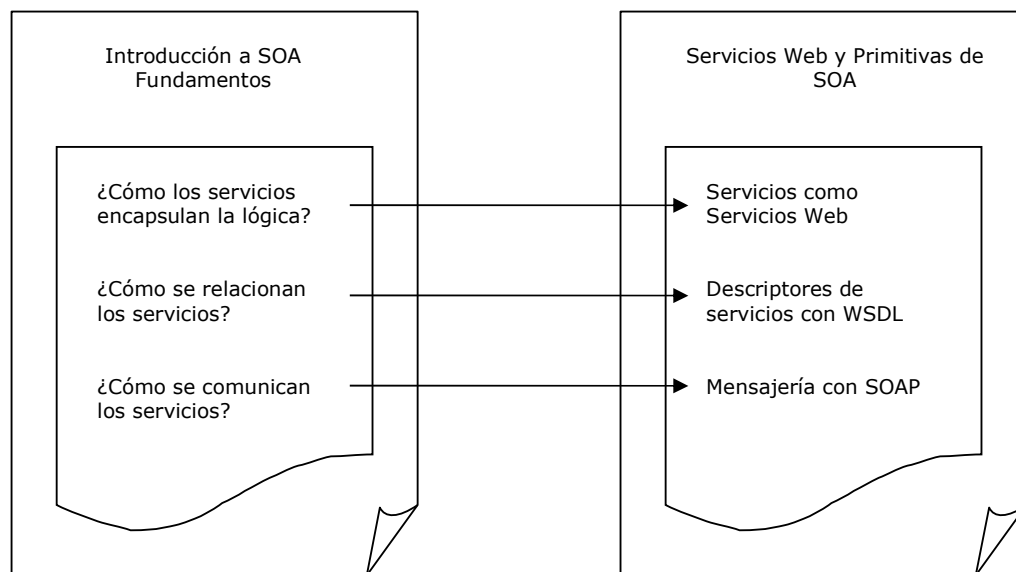 Introducción a SOA
Fundamentos
¿Cómo los servicios
encapsulan la lógica?
¿Cómo se relacionan
los servicios?
¿Cómo se comunican
los servicios?
Servicios Web y Primitivas de
SOA
Servicios como
Servicios Web
Descriptores de
servicios con WSDL
Mensajería con SOAP